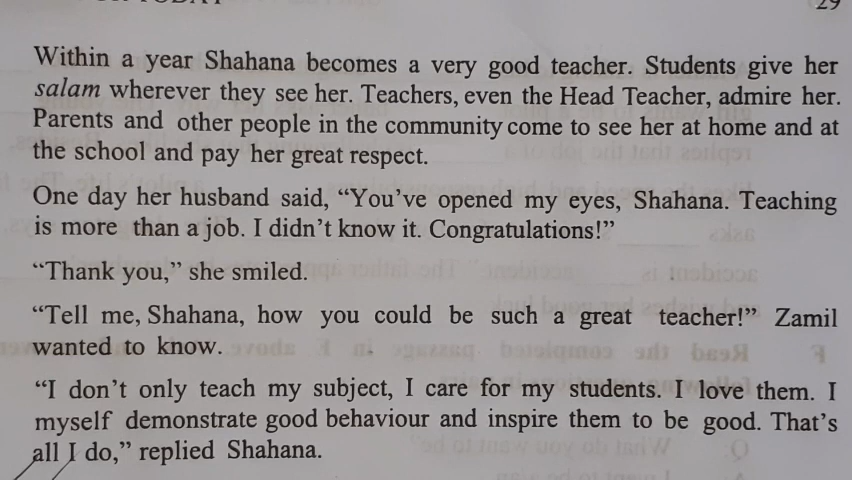 29
Within a year Shahana becomes a very good teacher. Students give her
salam wherever they see her. Teachers, even the Head Teacher, admire her.
Parents and other people in the community come to see her at home and at
the school and pay her great respect.
One day her husband said, “You’ve opened my eyes, Shahana. Teaching
is more than a job. I didn’t know it. Congratulations!”
“Thank you,” she smiled.
“Tell me, Shahana, how you could be such a great teacher!” Zamil
wanted to know.
“I don’t only teach my subject, I care for my students. I love them. I
myself demonstrate good behaviour and inspire them to be good. That’s
all I do,” replied Shahana.